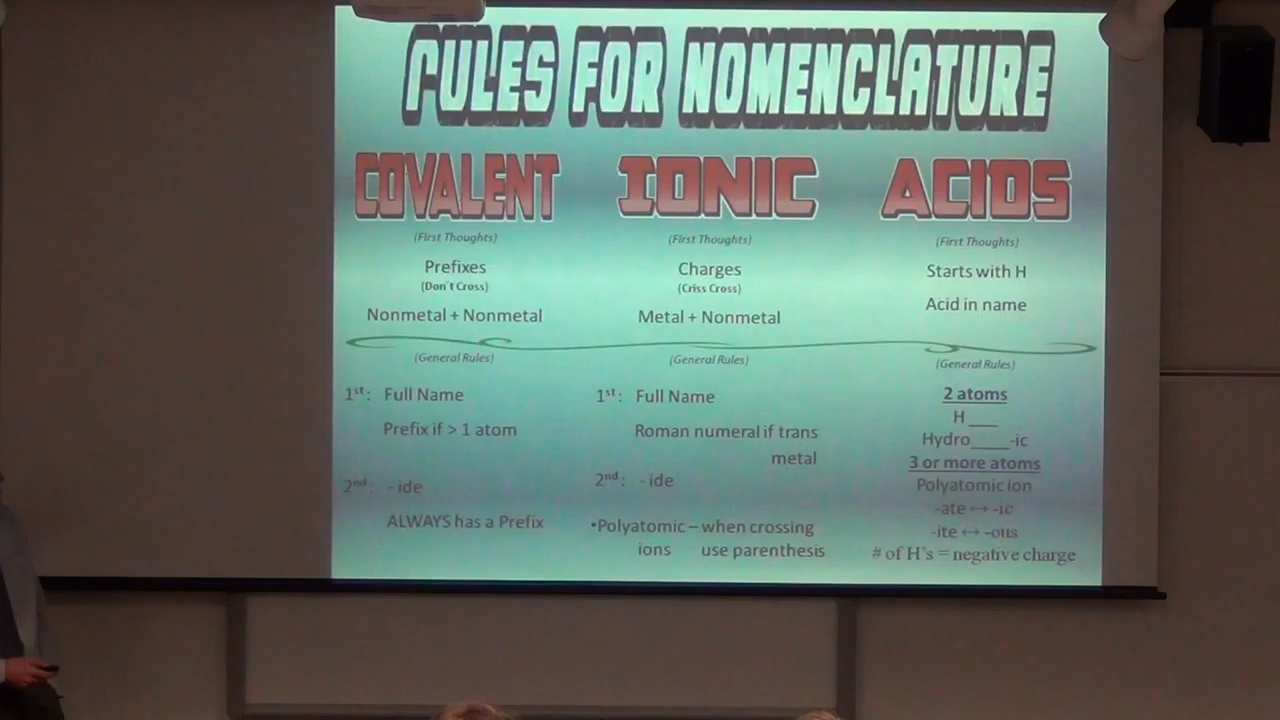 RULES FOR NOMENCLATURE
COVALENT
(First Thoughts)
Prefixes
(Don't Cross)
Nonmetal + Nonmetal
(General Rules)
1st: Full Name
Prefix if > 1 atom
2nd: - ide
ALWAYS has a Prefix
IONIC
(First Thoughts)
Charges
(Criss Cross)
Metal + Nonmetal
(General Rules)
1st: Full Name
Roman numeral if trans
metal
2nd: - ide
•Polyatomic – when crossing
ions use parenthesis
ACIDS
(First Thoughts)
Starts with H
Acid in name
(General Rules)
2 atoms
H ___
Hydro____-ic
3 or more atoms
Polyatomic ion
-ate ↔ -ic
-ite ↔ -ous
# of H's = negative charge